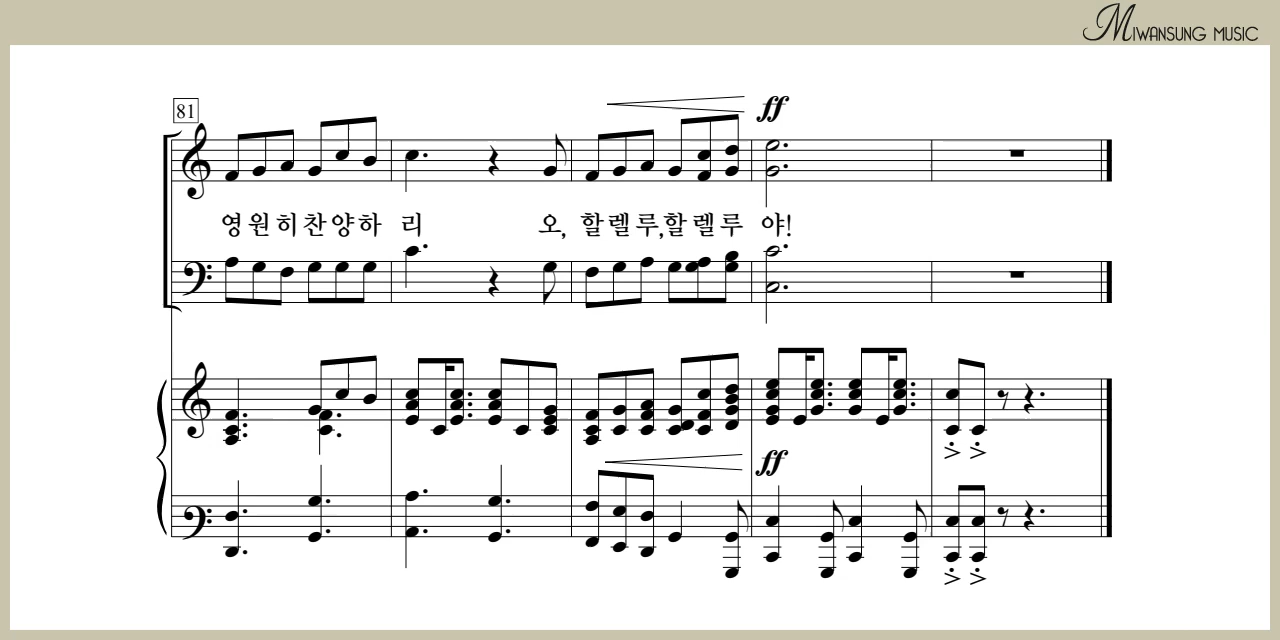 Miwansung Music
81
ff
영 원 히 찬 양 하 리 오, 할 렐 루, 할 렐 루 야!
ff